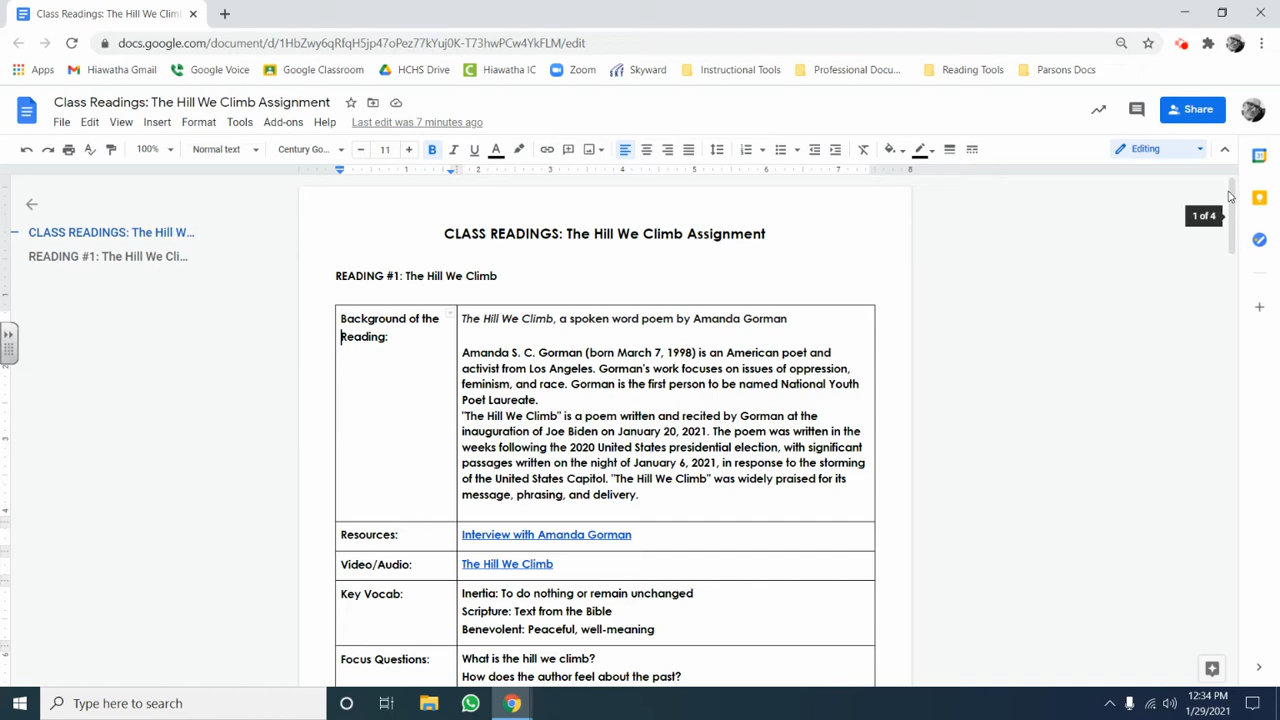 Class Readings: The Hill We Climb
docs.google.com/document/d/1HbZwy6qRfqH5jp47oPez77kYuj0K-T73hwPCw4YkFLM/edit
Apps Hiawatha Gmail Google Voice Google Classroom HCHS Drive Hiawatha IC Zoom Skyward Instructional Tools Professional Docu... Reading Tools Parsons Docs
Class Readings: The Hill We Climb Assignment
Share
File Edit View Insert Format Tools Add-ons Help Last edit was 7 minutes ago
100% Normal text Century Go... 11 B I U A Editing
1 2 3 4 5 6 7 8
1 of 4
CLASS READINGS: The Hill W...
READING #1: The Hill We Cli...
CLASS READINGS: The Hill We Climb Assignment
READING #1: The Hill We Climb
Background of the
Reading:
The Hill We Climb, a spoken word poem by Amanda Gorman
Amanda S. C. Gorman (born March 7, 1998) is an American poet and
activist from Los Angeles. Gorman's work focuses on issues of oppression,
feminism, and race. Gorman is the first person to be named National Youth
Poet Laureate.
"The Hill We Climb" is a poem written and recited by Gorman at the
inauguration of Joe Biden on January 20, 2021. The poem was written in the
weeks following the 2020 United States presidential election, with significant
passages written on the night of January 6, 2021, in response to the storming
of the United States Capitol. "The Hill We Climb" was widely praised for its
message, phrasing, and delivery.
Resources:
Interview with Amanda Gorman
Video/Audio:
The Hill We Climb
Key Vocab:
Inertia: To do nothing or remain unchanged
Scripture: Text from the Bible
Benevolent: Peaceful, well-meaning
Focus Questions:
What is the hill we climb?
How does the author feel about the past?
Type here to search
12:34 PM
1/29/2021